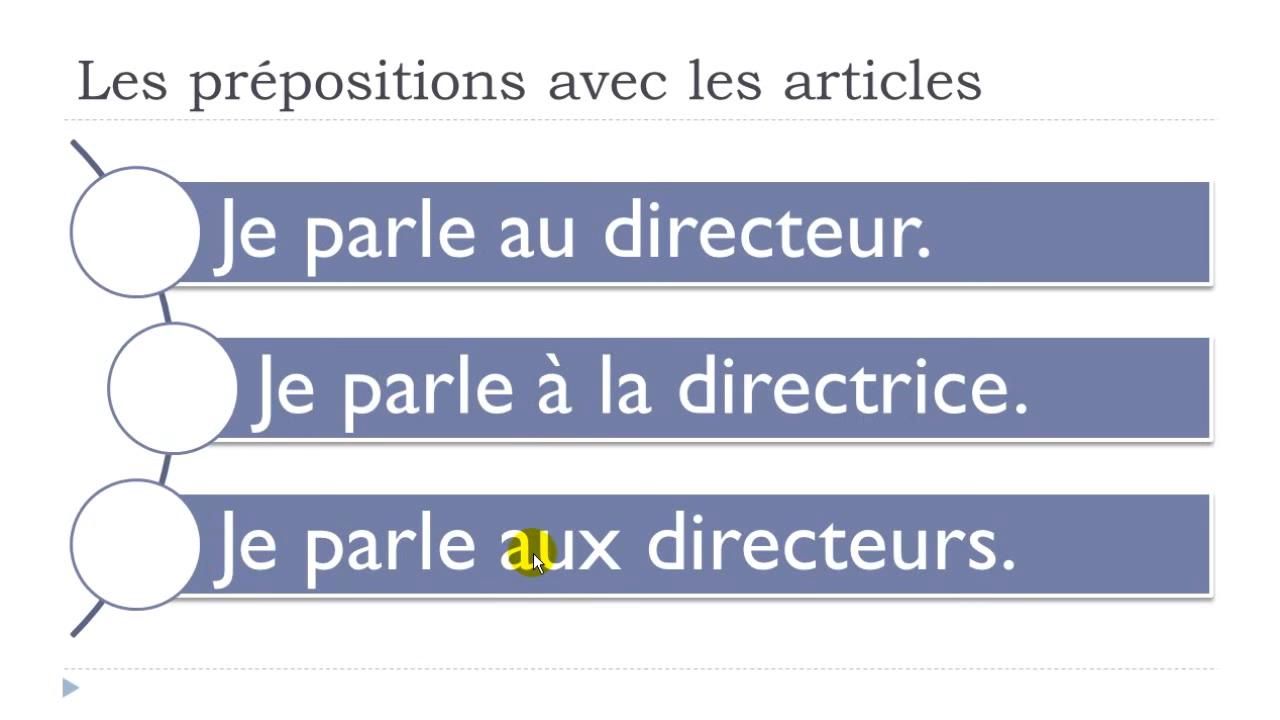 Les prépositions avec les articles
Je parle au directeur.
Je parle à la directrice.
Je parle aux directeurs.